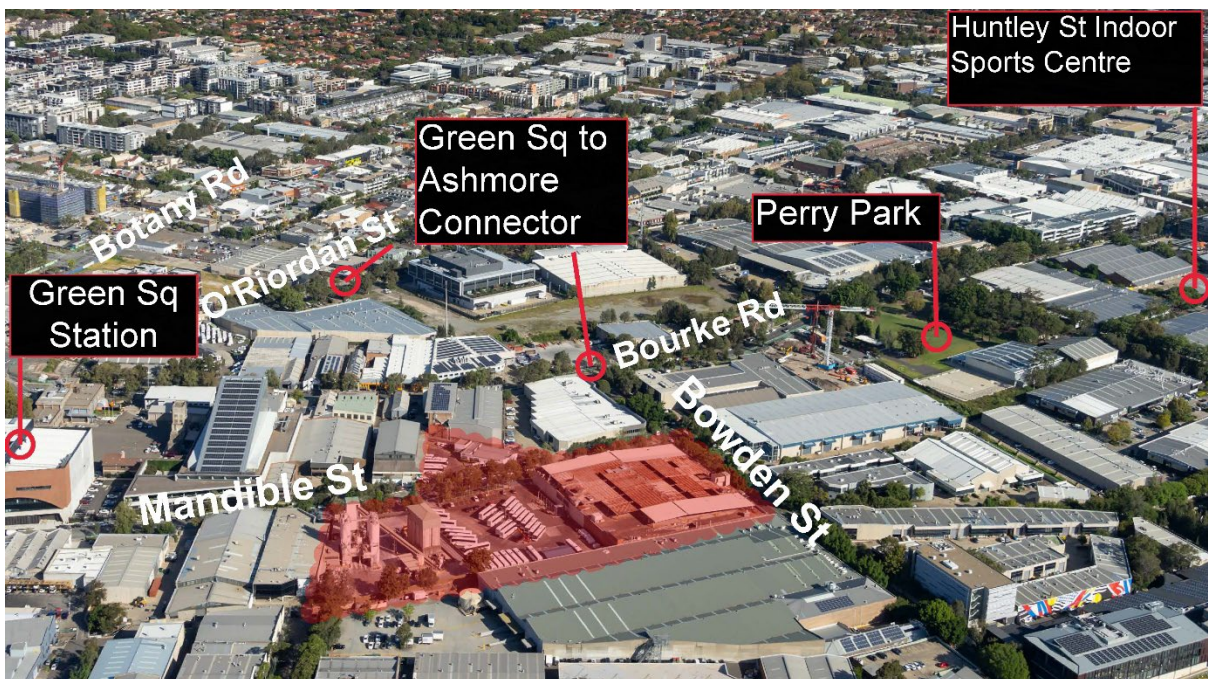 Huntley St Indoor
Sports Centre
Green Sq to
Ashmore
Connector
Botany Rd
Perry Park
O'Riordan St
Green Sq
Station
Bourke Rd
Bowden St
Mandible St